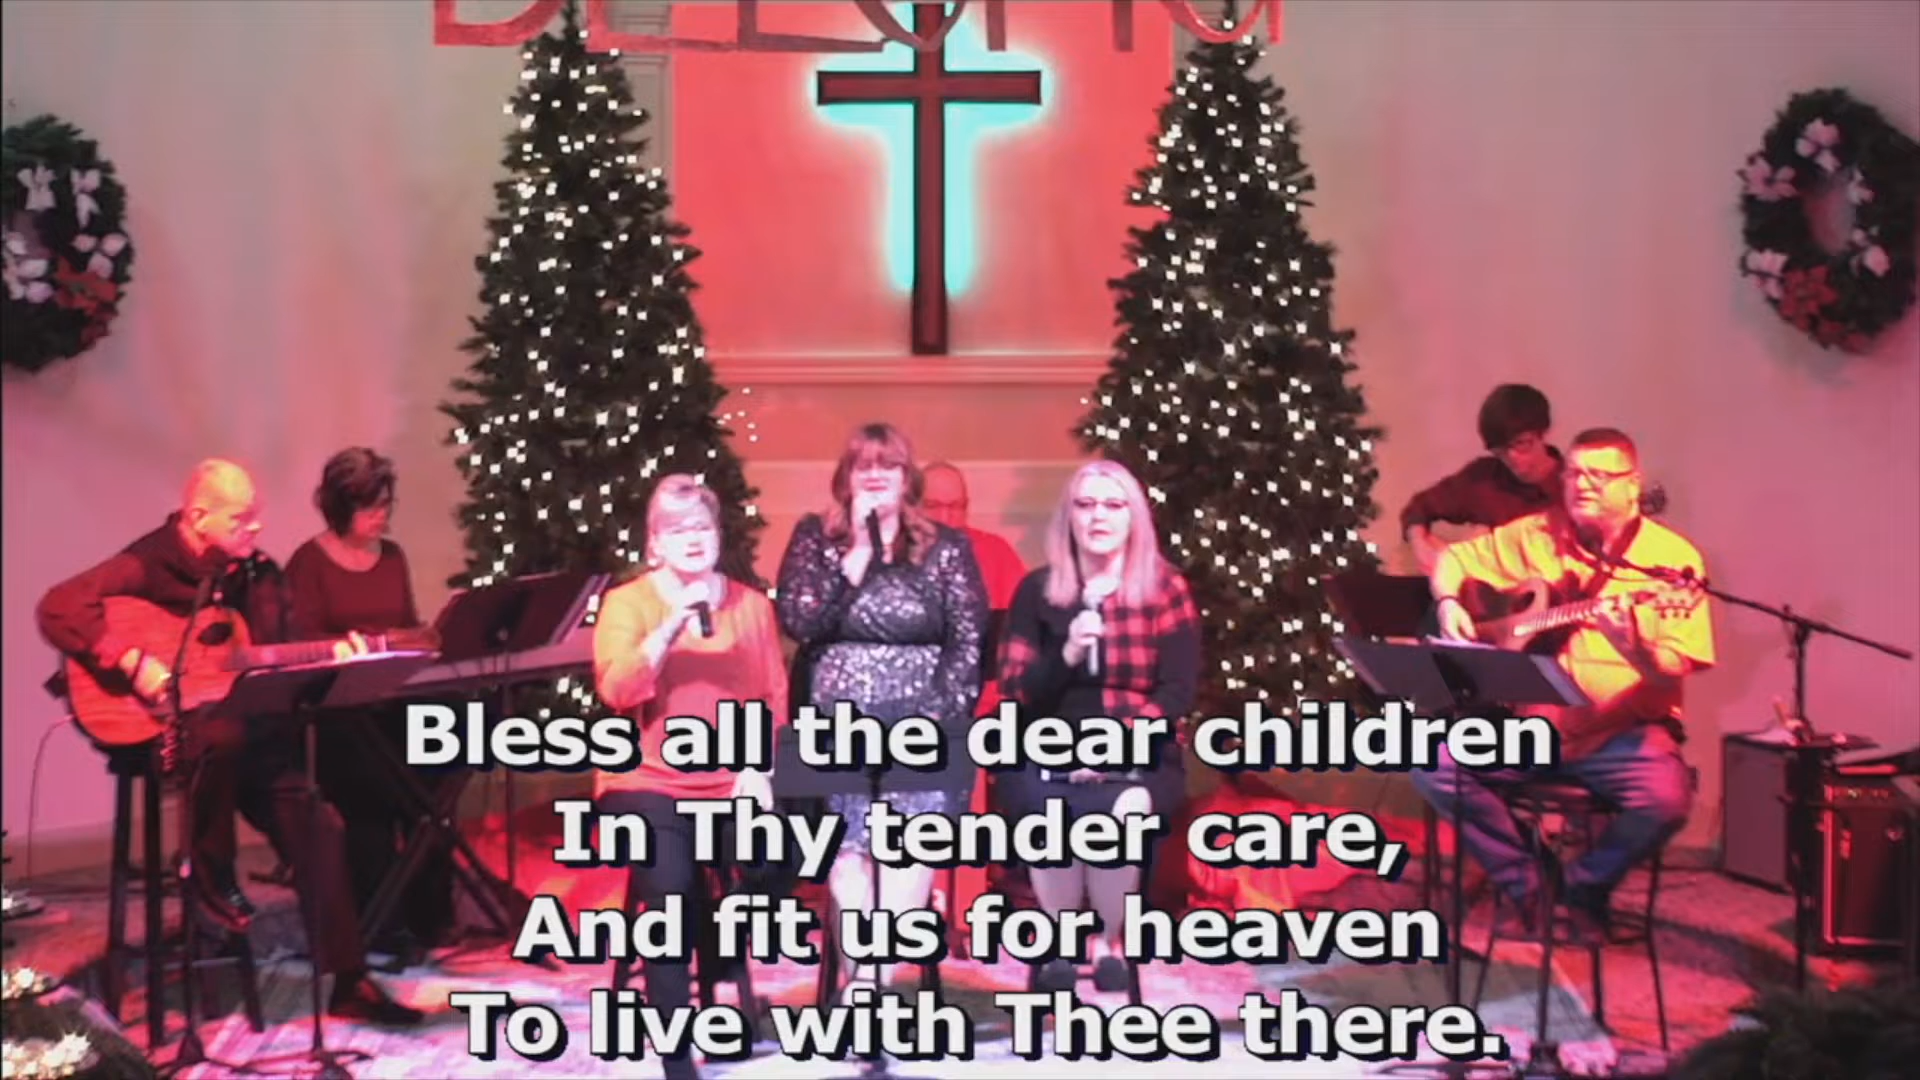 BELONG
Bless all the dear children
In Thy tender care,
And fit us for heaven
To live with Thee there.